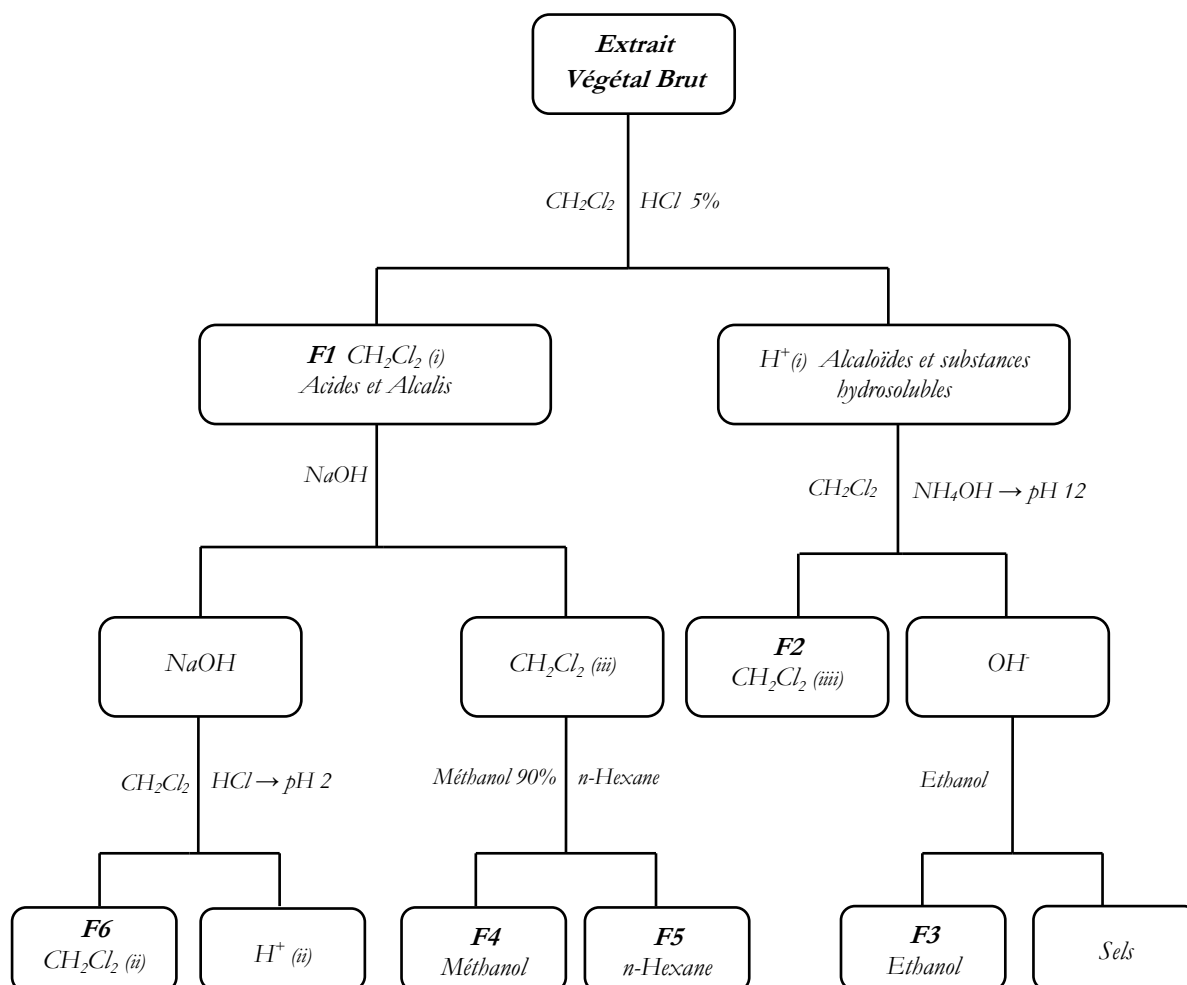 Extrait
Végétal Brut
CH₂Cl₂ HCl 5%
F1 CH₂Cl₂ (i)
Acides et Alcalis
H⁺(i) Alcaloïdes et substances
hydrosolubles
NaOH
CH₂Cl₂ NH₄OH → pH 12
NaOH
CH₂Cl₂ (iii)
F2
CH₂Cl₂ (iiii)
OH⁻
CH₂Cl₂ HCl → pH 2
Méthanol 90% n-Hexane
Ethanol
F6
CH₂Cl₂ (ii)
H⁺ (ii)
F4
Méthanol
F5
n-Hexane
F3
Ethanol
Sels